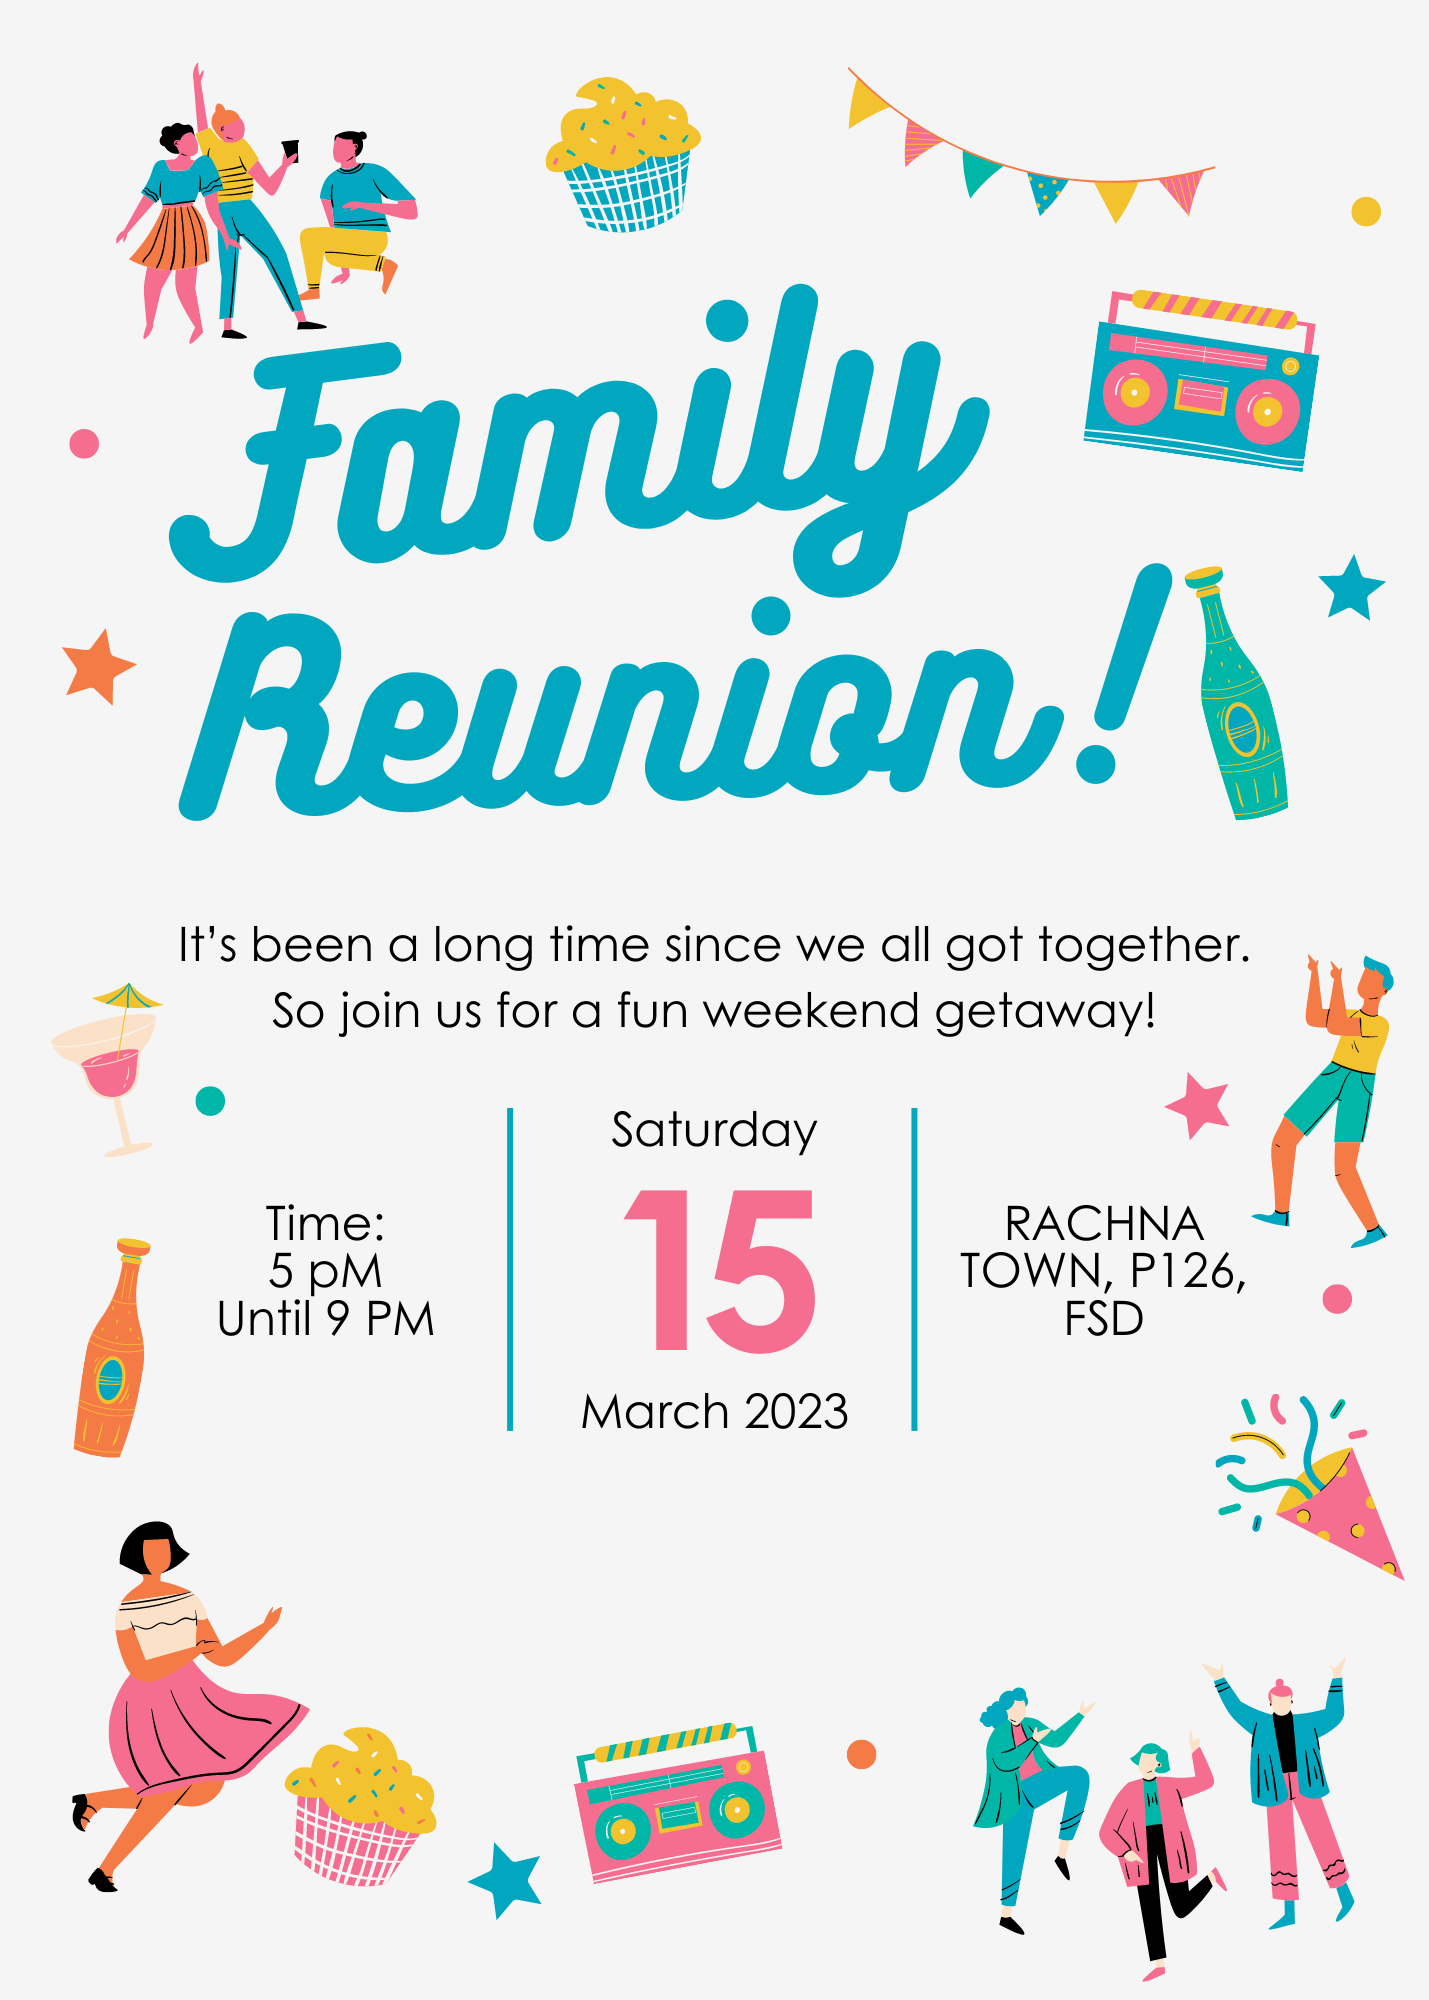 Family
Reunion!
It's been a long time since we all got together.
So join us for a fun weekend getaway!
Time:
5 pM
Until 9 PM
Saturday
15
March 2023
RACHNA
TOWN, P126,
FSD